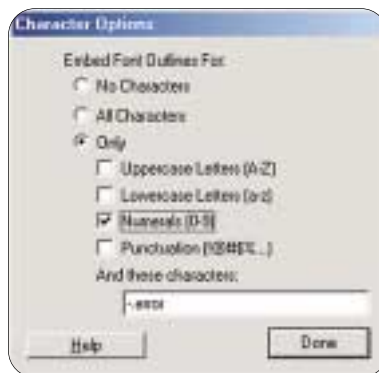 Character Options
Embed Font Outlines For:
No Characters
All Characters
Only
Uppercase Letters (A-Z)
Lowercase Letters (a-z)
Numerals (0-9)
Punctuation (!@#$%...)
And these characters:
-.error
Help
Done